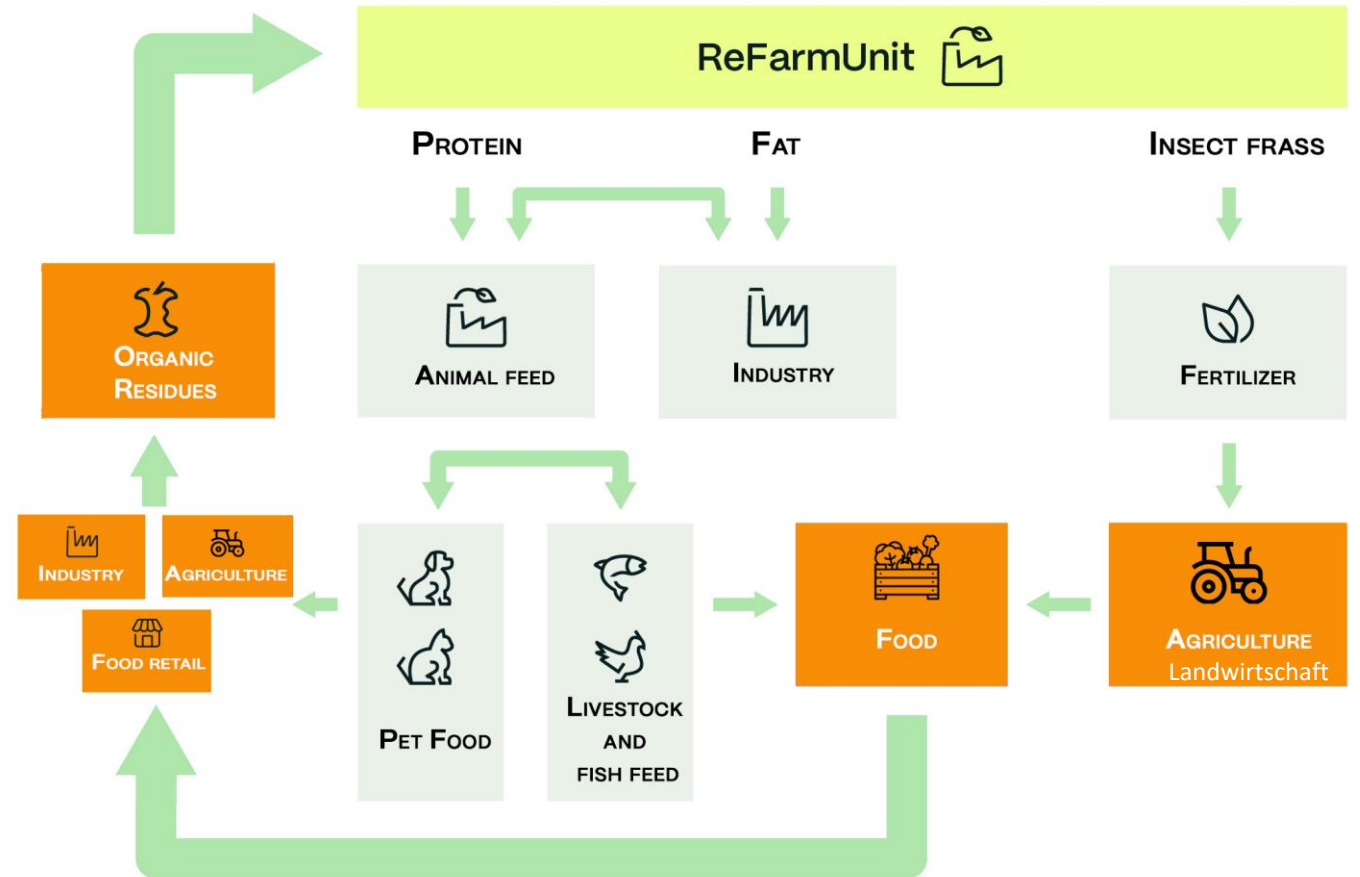 ReFarmUnit
PROTEIN
FAT
INSECT FRASS
ORGANIC
RESIDUES
ANIMAL FEED
INDUSTRY
FERTILIZER
INDUSTRY
AGRICULTURE
FOOD RETAIL
PET FOOD
LIVESTOCK
AND
FISH FEED
FOOD
AGRICULTURE
Landwirtschaft